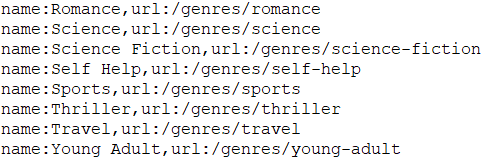 name:Romance,url:/genres/romance
name:Science,url:/genres/science
name:Science Fiction,url:/genres/science-fiction
name:Self Help,url:/genres/self-help
name:Sports,url:/genres/sports
name:Thriller,url:/genres/thriller
name:Travel,url:/genres/travel
name:Young Adult,url:/genres/young-adult